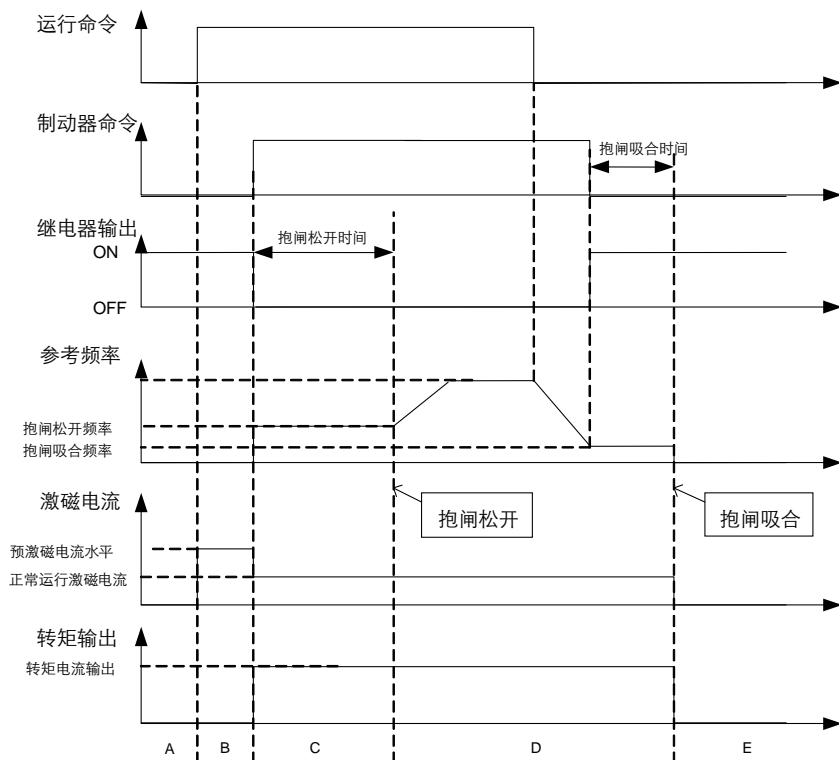 运行命令
制动器命令
抱闸吸合时间
继电器输出
ON
抱闸松开时间
OFF
参考频率
抱闸松开频率
抱闸吸合频率
激磁电流
抱闸松开
抱闸吸合
预激磁电流水平
正常运行激磁电流
转矩输出
转矩电流输出
A B C D E